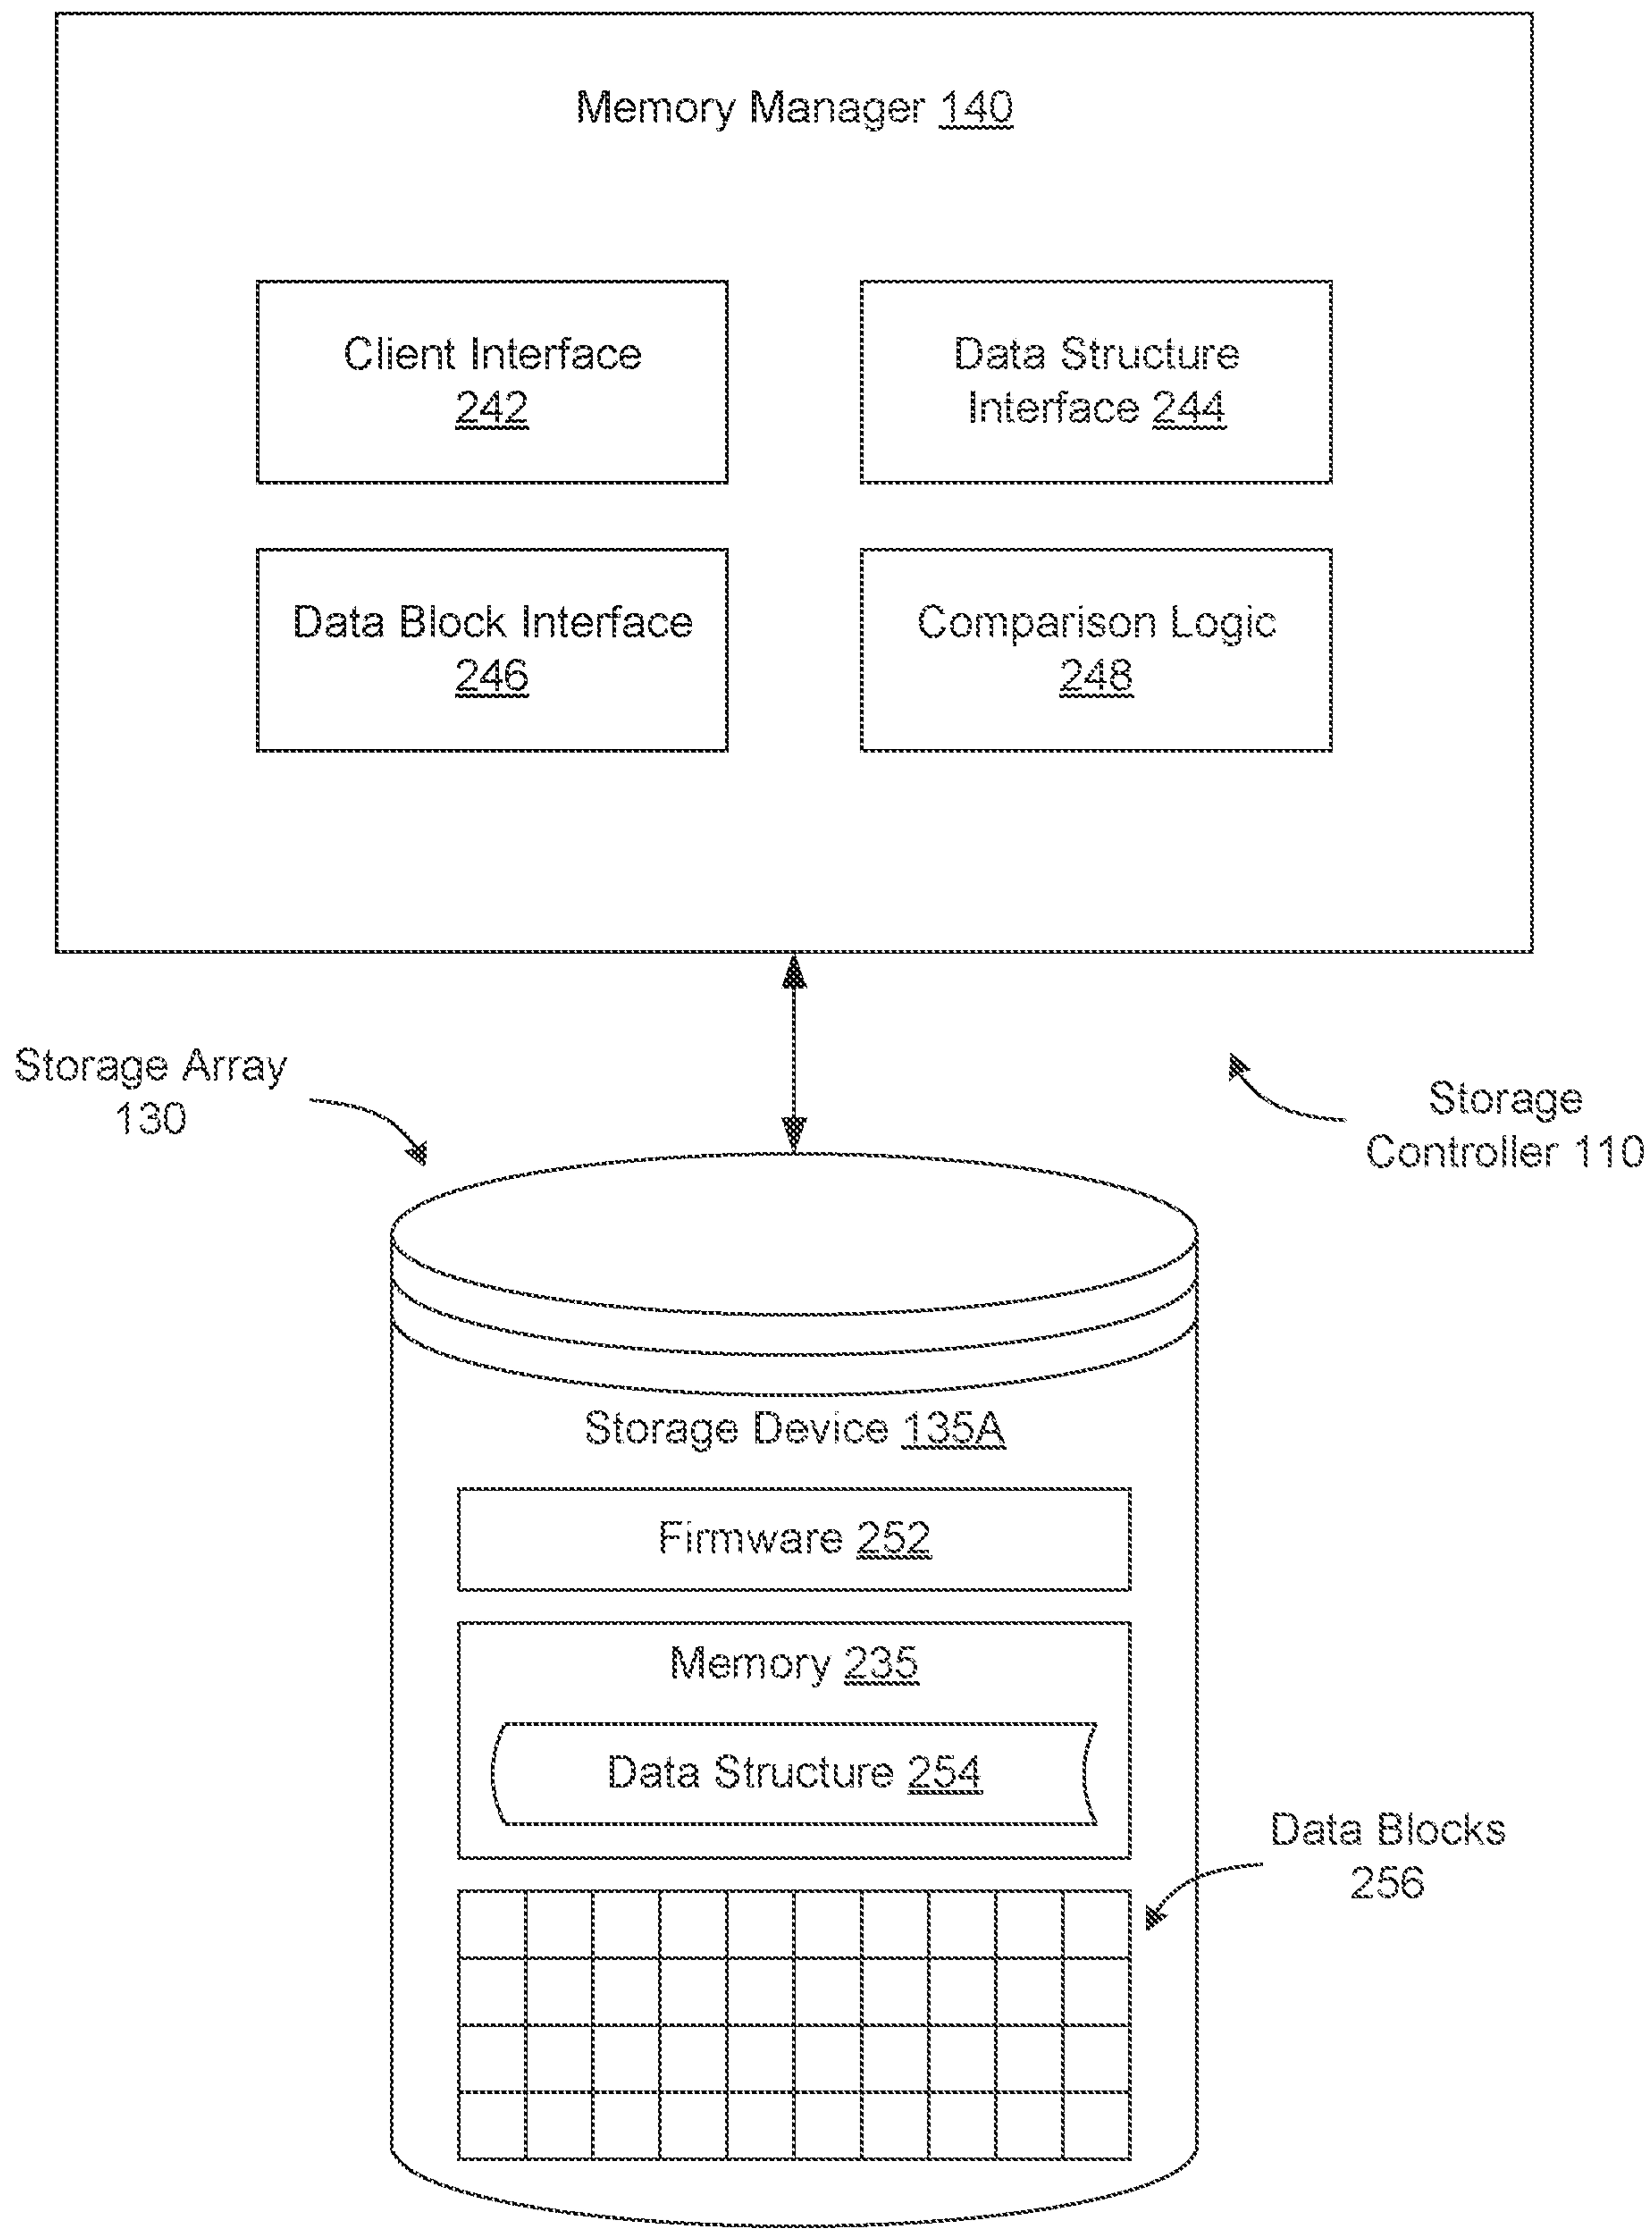 Memory Manager 140
Client Interface
242
Data Structure
Interface 244
Data Block Interface
246
Comparison Logic
248
Storage Array
130
Storage
Controller 110
Storage Device 135A
Firmware 252
Memory 235
Data Structure 254
Data Blocks
256